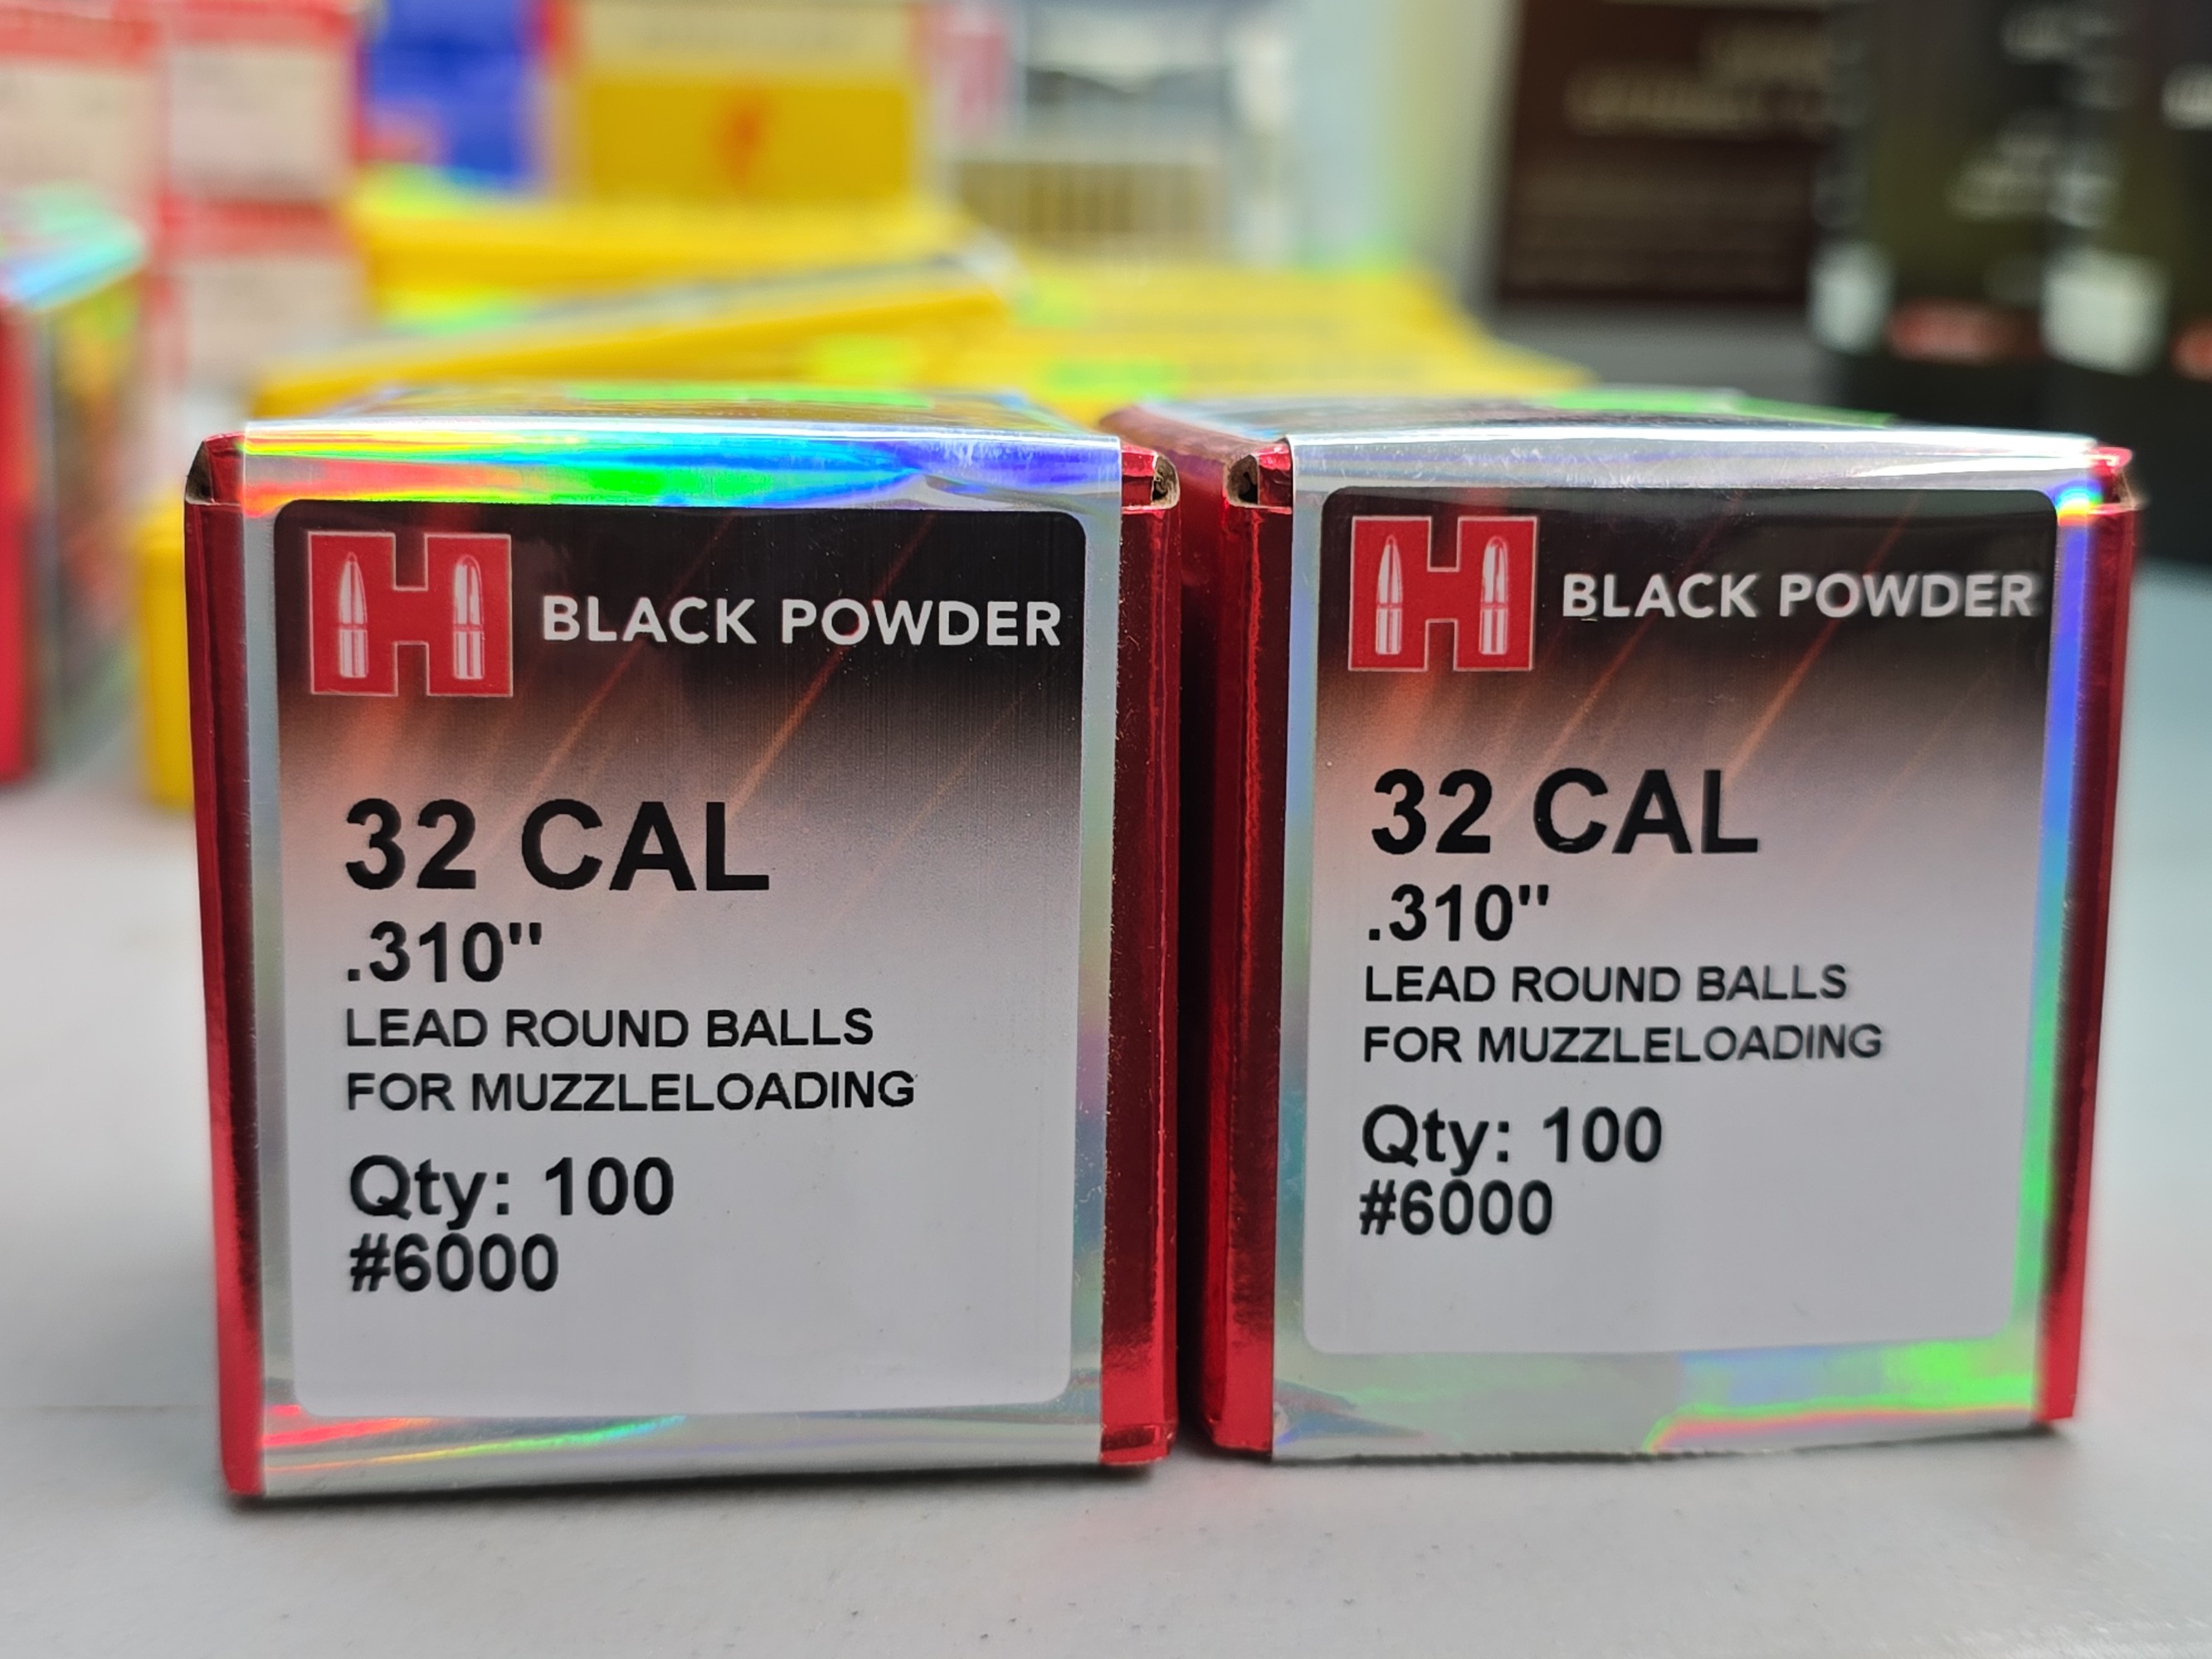 H BLACK POWDER
32 CAL
.310"
LEAD ROUND BALLS
FOR MUZZLELOADING
Qty: 100
#6000
H BLACK POWDER
32 CAL
.310"
LEAD ROUND BALLS
FOR MUZZLELOADING
Qty: 100
#6000